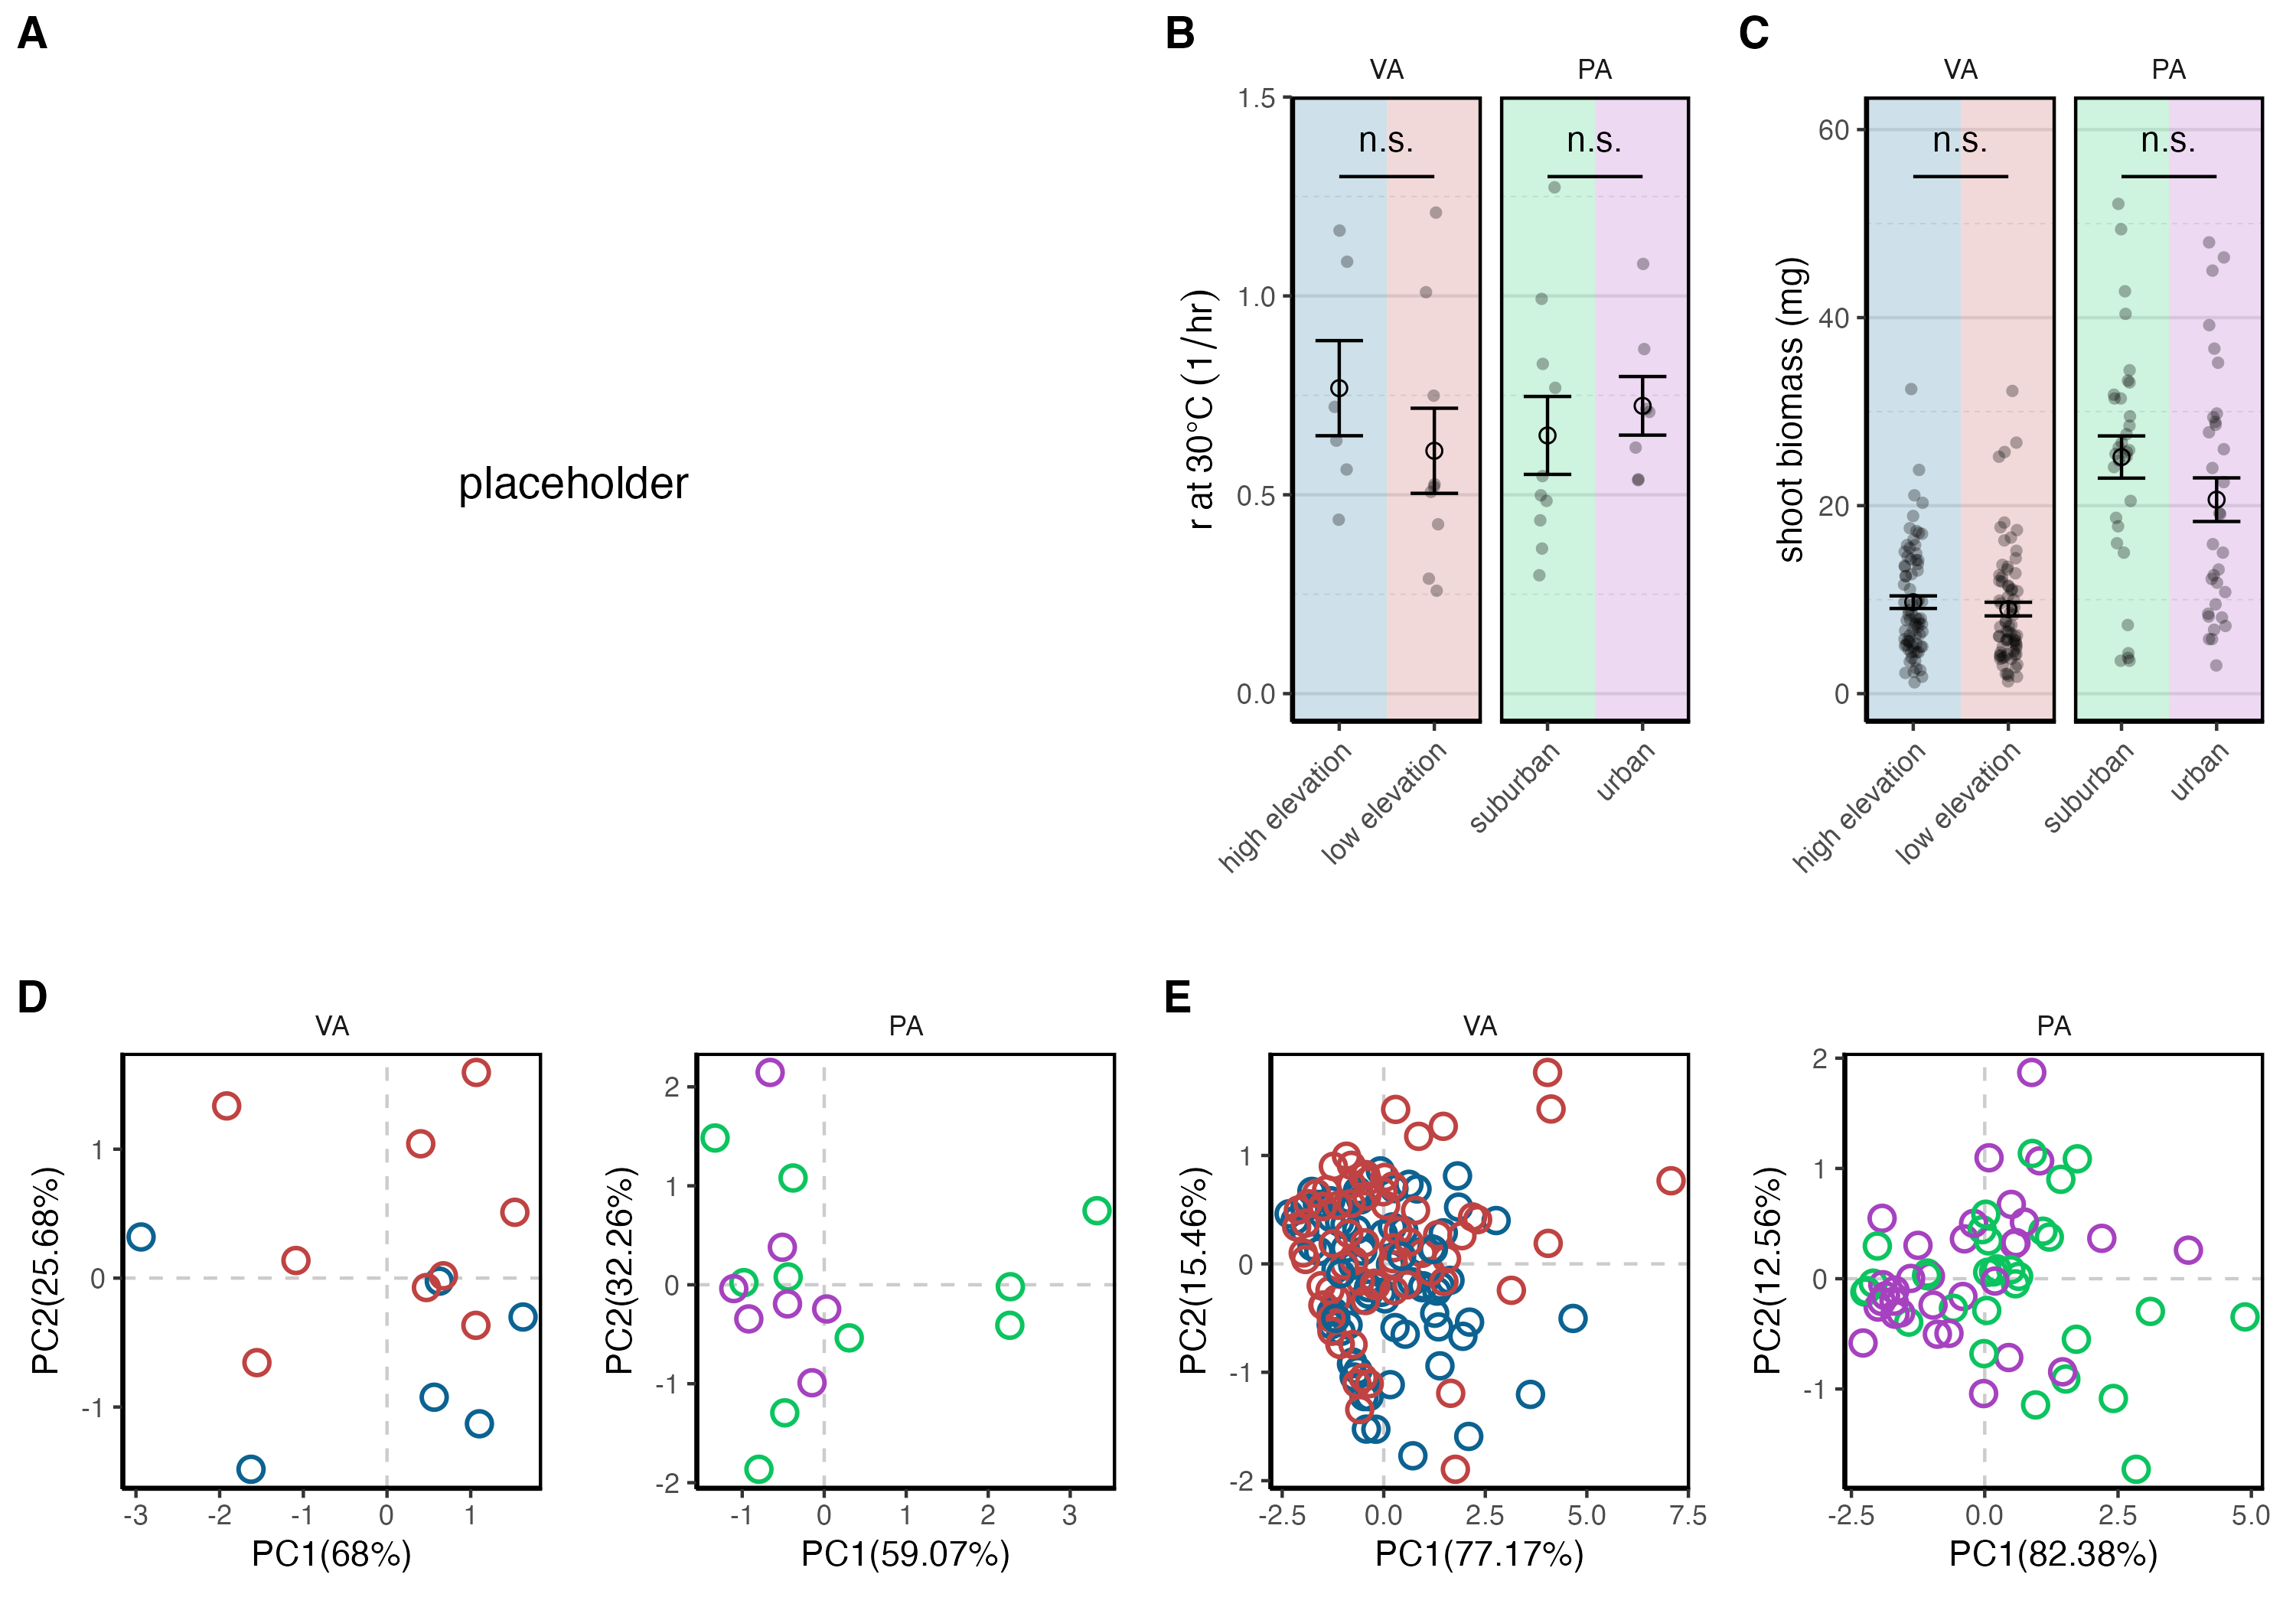 A
placeholder
B
VA
PA
n.s.
n.s.
1.5
1.0
0.5
0.0
r at 30°C (1/hr)
high elevation
low elevation
suburban
urban
C
VA
PA
n.s.
n.s.
60
40
20
0
shoot biomass (mg)
high elevation
low elevation
suburban
urban
D
VA
1
0
-1
PC2(25.68%)
-3 -2 -1 0 1
PC1(68%)
PA
2
1
0
-1
-2
PC2(32.26%)
-1 0 1 2 3
PC1(59.07%)
E
VA
1
0
-1
-2
PC2(15.46%)
-2.5 0.0 2.5 5.0 7.5
PC1(77.17%)
PA
2
1
0
-1
PC2(12.56%)
-2.5 0.0 2.5 5.0
PC1(82.38%)